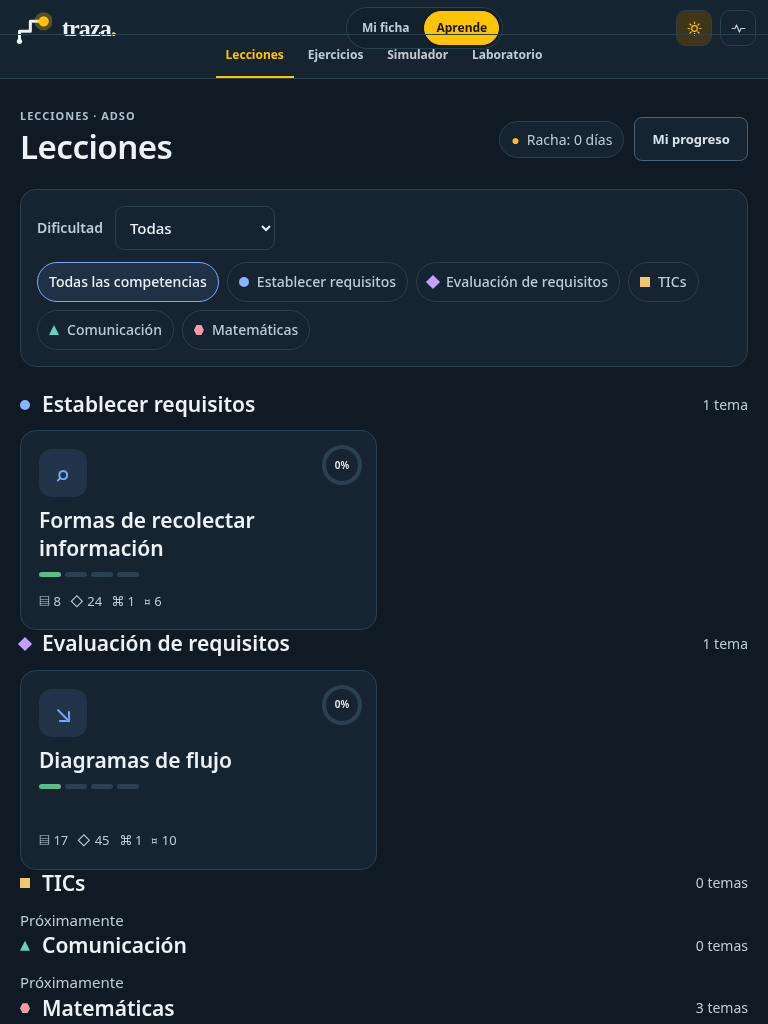 traza.
Mi ficha
Aprende
Lecciones
Ejercicios
Simulador
Laboratorio
LECCIONES · ADSO
Lecciones
Racha: 0 días
Mi progreso
Dificultad
Todas
Todas las competencias
Establecer requisitos
Evaluación de requisitos
TICs
Comunicación
Matemáticas
Establecer requisitos
1 tema
0%
Formas de recolectar
información
8 24 1 6
Evaluación de requisitos
1 tema
0%
Diagramas de flujo
17 45 1 10
TICs
0 temas
Próximamente
Comunicación
0 temas
Próximamente
Matemáticas
3 temas